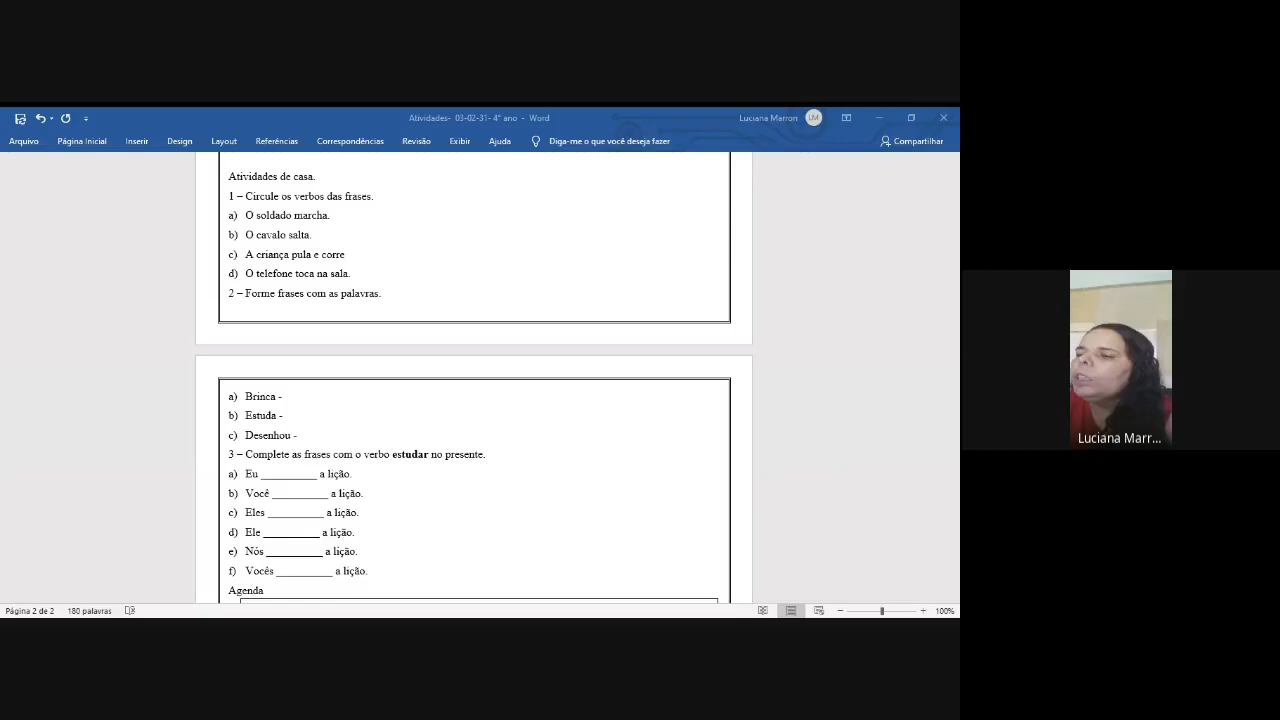 Atividades- 03-02-31- 4° ano - Word
Luciana Marron
LM
Arquivo
Página Inicial
Inserir
Design
Layout
Referências
Correspondências
Revisão
Exibir
Ajuda
Diga-me o que você deseja fazer
Compartilhar
Atividades de casa.
1 – Circule os verbos das frases.
a) O soldado marcha.
b) O cavalo salta.
c) A criança pula e corre
d) O telefone toca na sala.
2 – Forme frases com as palavras.
a) Brinca -
b) Estuda -
c) Desenhou -
3 – Complete as frases com o verbo estudar no presente.
a) Eu __________ a lição.
b) Você __________ a lição.
c) Eles __________ a lição.
d) Ele __________ a lição.
e) Nós __________ a lição.
f) Vocês __________ a lição.
Agenda
Página 2 de 2
180 palavras
100%
Luciana Marr...